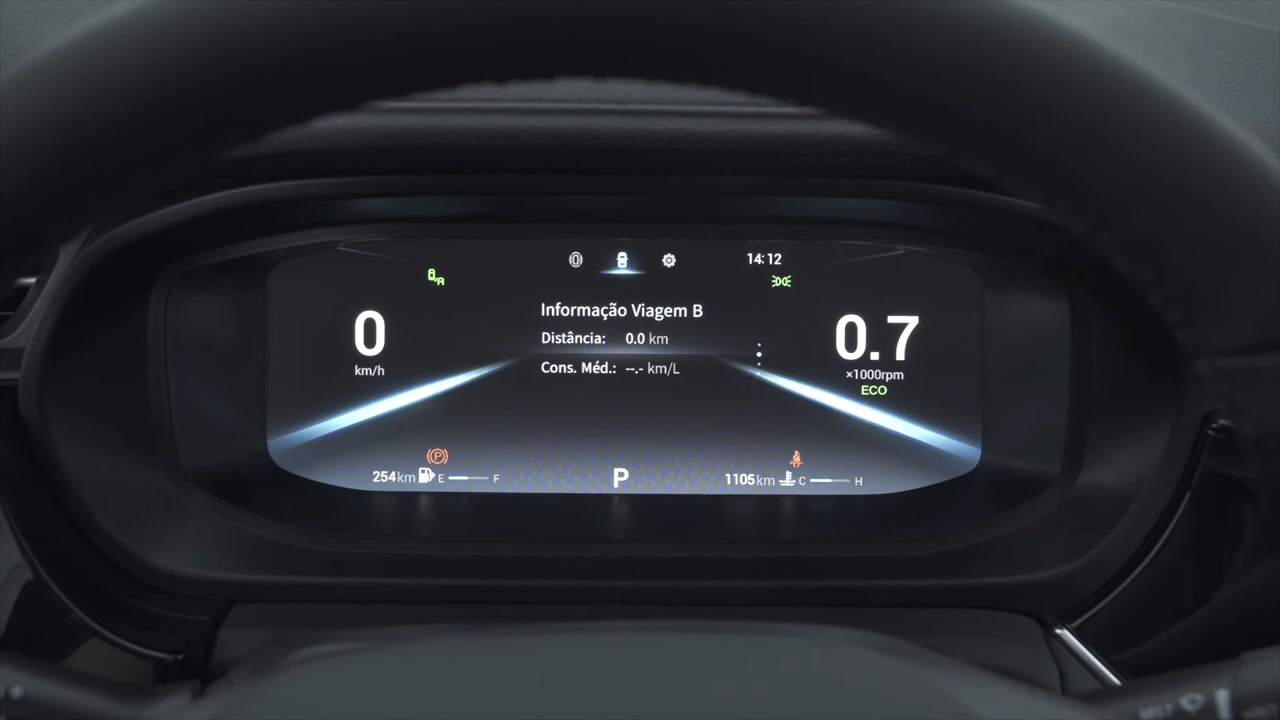 14:12
A
Informação Viagem B
Distância: 0.0 km
Cons. Méd.: --.- km/L
0
km/h
0.7
×1000rpm
ECO
(P)
254km E F
P
1105km C H